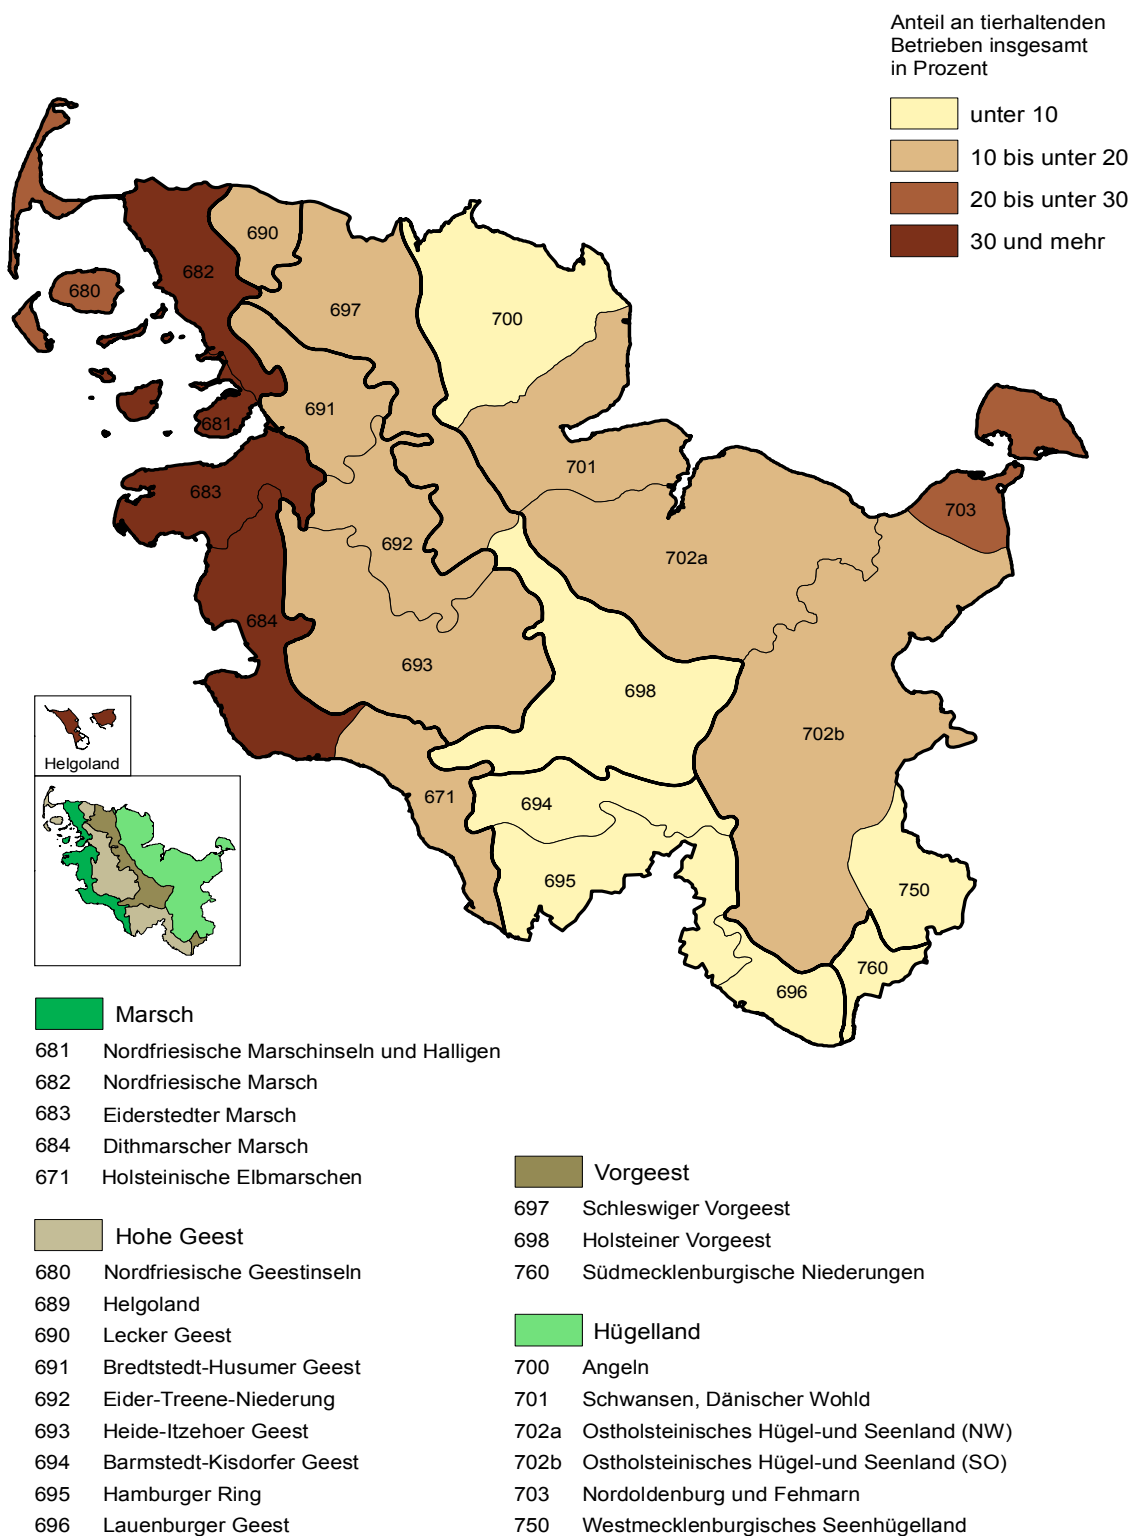 Anteil an tierhaltenden
Betrieben insgesamt
in Prozent
unter 10
10 bis unter 20
20 bis unter 30
30 und mehr
690
682
680
697
700
691
681
701
683
703
692
702a
684
693
698
702b
Helgoland
671
694
695
750
760
696
Marsch
681 Nordfriesische Marschinseln und Halligen
682 Nordfriesische Marsch
683 Eiderstedter Marsch
684 Dithmarscher Marsch
671 Holsteinische Elbmarschen
Hohe Geest
680 Nordfriesische Geestinseln
689 Helgoland
690 Lecker Geest
691 Bredtstedt-Husumer Geest
692 Eider-Treene-Niederung
693 Heide-Itzehoer Geest
694 Barmstedt-Kisdorfer Geest
695 Hamburger Ring
696 Lauenburger Geest
Vorgeest
697 Schleswiger Vorgeest
698 Holsteiner Vorgeest
760 Südmecklenburgische Niederungen
Hügelland
700 Angeln
701 Schwansen, Dänischer Wohld
702a Ostholsteinisches Hügel-und Seenland (NW)
702b Ostholsteinisches Hügel-und Seenland (SO)
703 Nordoldenburg und Fehmarn
750 Westmecklenburgisches Seenhügelland